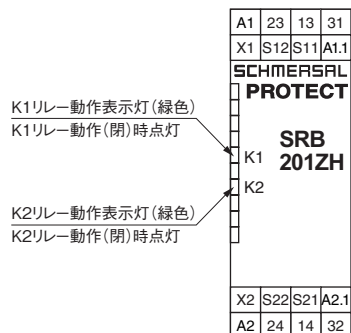 A1 23 13 31
X1 S12 S11 A1.1
SCHMERSAL
PROTECT
SRB
201ZH
K1リレー動作表示灯(緑色)
K1リレー動作(閉)時点灯
K1
K2リレー動作表示灯(緑色)
K2リレー動作(閉)時点灯
K2
X2 S22 S21 A2.1
A2 24 14 32